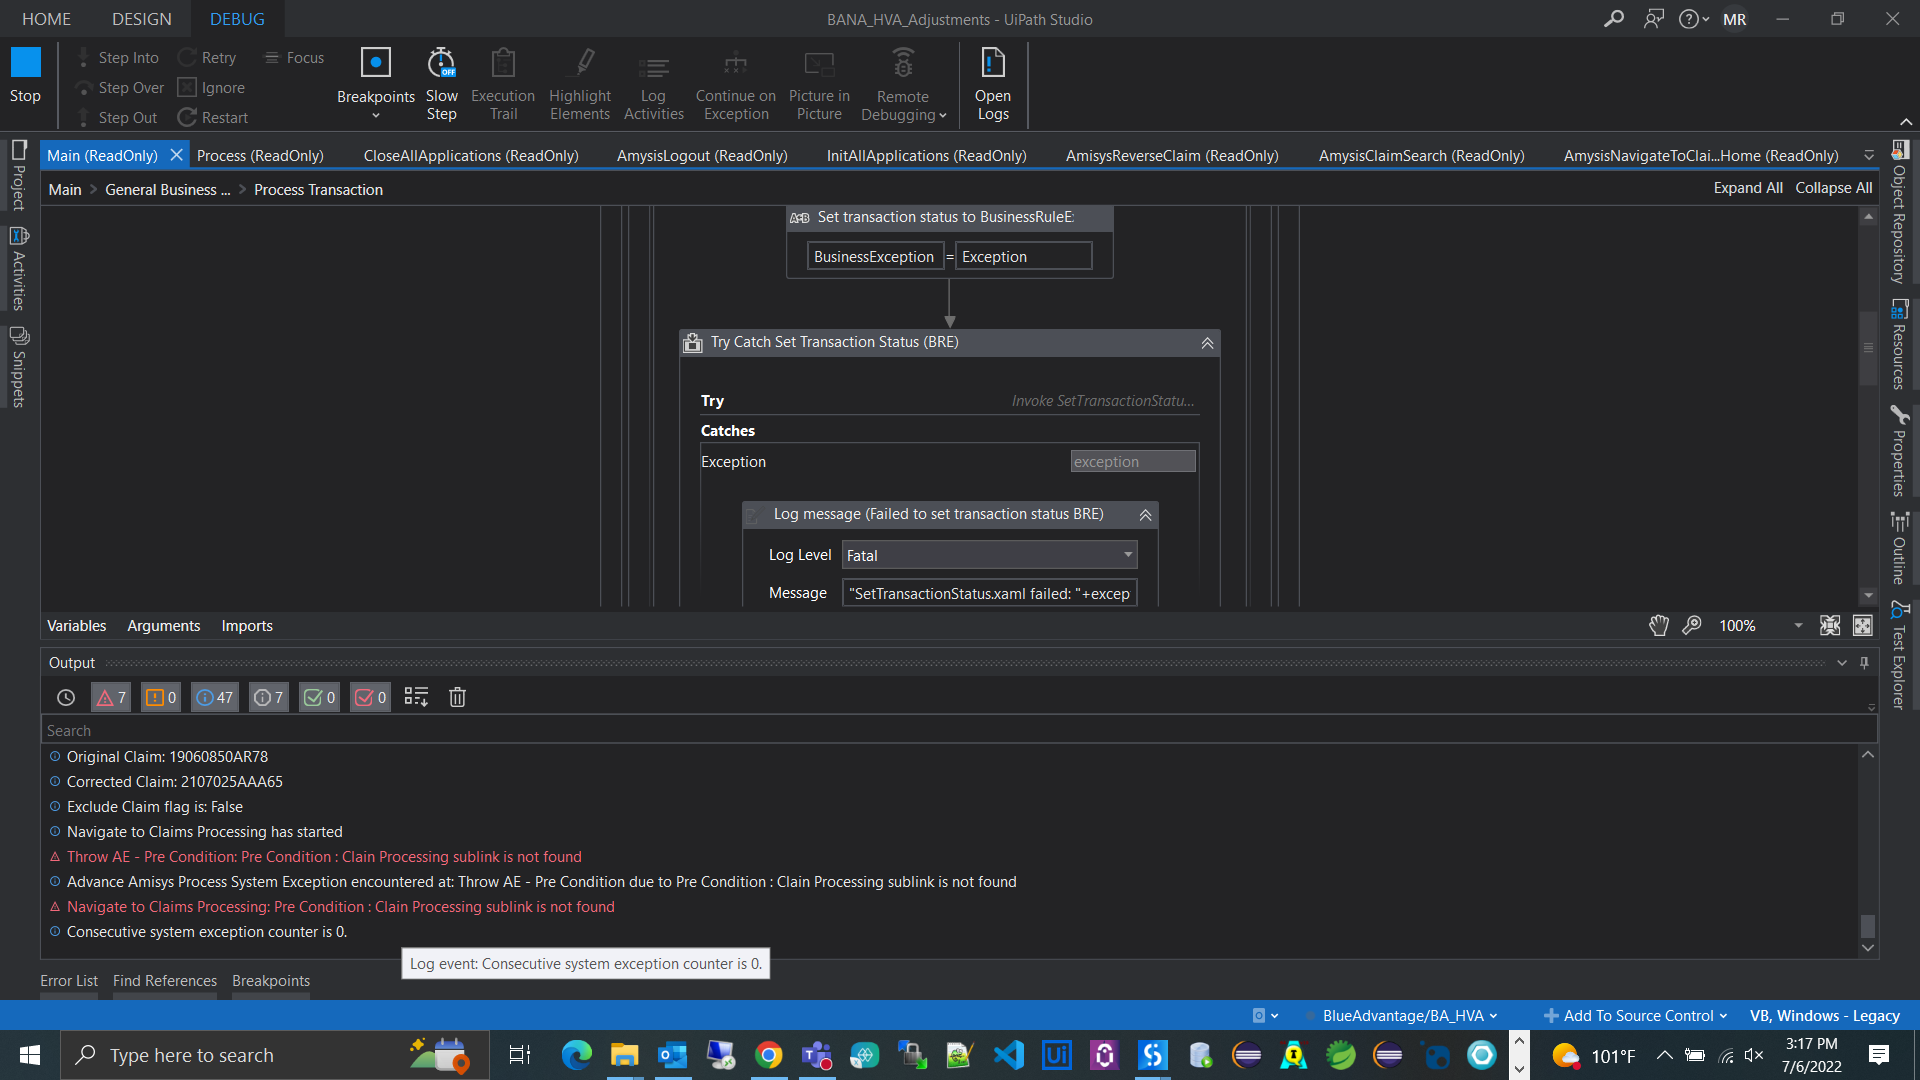 HOME DESIGN DEBUG BANA_HVA_Adjustments - UiPath Studio MR
Step Into Retry Focus
Step Over Ignore
Step Out Restart
Stop
Breakpoints
Slow Step
Execution Trail
Highlight Elements
Log Activities
Continue on Exception
Picture in Picture
Remote Debugging
Open Logs
OFF
Main (ReadOnly) Process (ReadOnly) CloseAllApplications (ReadOnly) AmysisLogout (ReadOnly) InitAllApplications (ReadOnly) AmisysReverseClaim (ReadOnly) AmysisClaimSearch (ReadOnly) AmysisNavigateToClai...Home (ReadOnly)
Main > General Business ... > Process Transaction Expand All Collapse All
Project
Activities
Snippets
A↔B Set transaction status to BusinessRuleE:
BusinessException = Exception
Try Catch Set Transaction Status (BRE)
Try Invoke SetTransactionStatu...
Catches
Exception exception
Log message (Failed to set transaction status BRE)
Log Level Fatal
Message "SetTransactionStatus.xaml failed: "+excep
Object Repository
Resources
Properties
Outline
Test Explorer
Variables Arguments Imports 100%
Output
7 0 47 7 0 0
Search
Original Claim: 19060850AR78
Corrected Claim: 2107025AAA65
Exclude Claim flag is: False
Navigate to Claims Processing has started
Throw AE - Pre Condition: Pre Condition : Clain Processing sublink is not found
Advance Amisys Process System Exception encountered at: Throw AE - Pre Condition due to Pre Condition : Clain Processing sublink is not found
Navigate to Claims Processing: Pre Condition : Clain Processing sublink is not found
Consecutive system exception counter is 0.
Log event: Consecutive system exception counter is 0.
Error List Find References Breakpoints
BlueAdvantage/BA_HVA Add To Source Control VB, Windows - Legacy
Type here to search
Ui
101°F
3:17 PM
7/6/2022